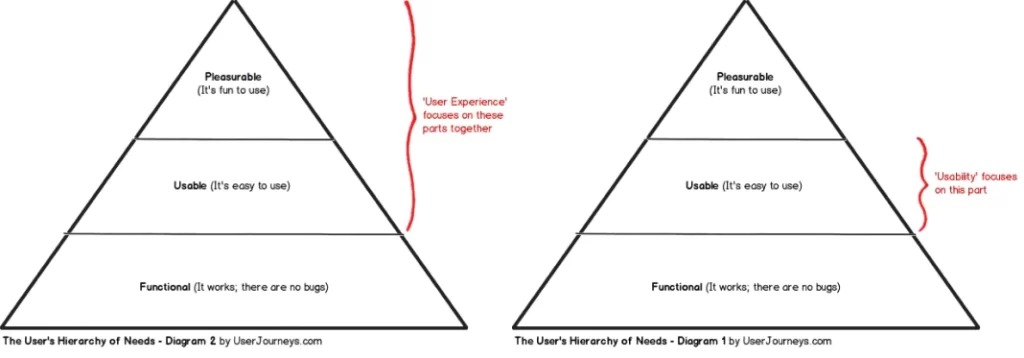 Pleasurable
(It's fun to use)
'User Experience'
focuses on these
parts together
Usable (It's easy to use)
Functional (It works; there are no bugs)
The User's Hierarchy of Needs - Diagram 2 by UserJourneys.com
Pleasurable
(It's fun to use)
Usable (It's easy to use)
'Usability' focuses
on this part
Functional (It works; there are no bugs)
The User's Hierarchy of Needs - Diagram 1 by UserJourneys.com